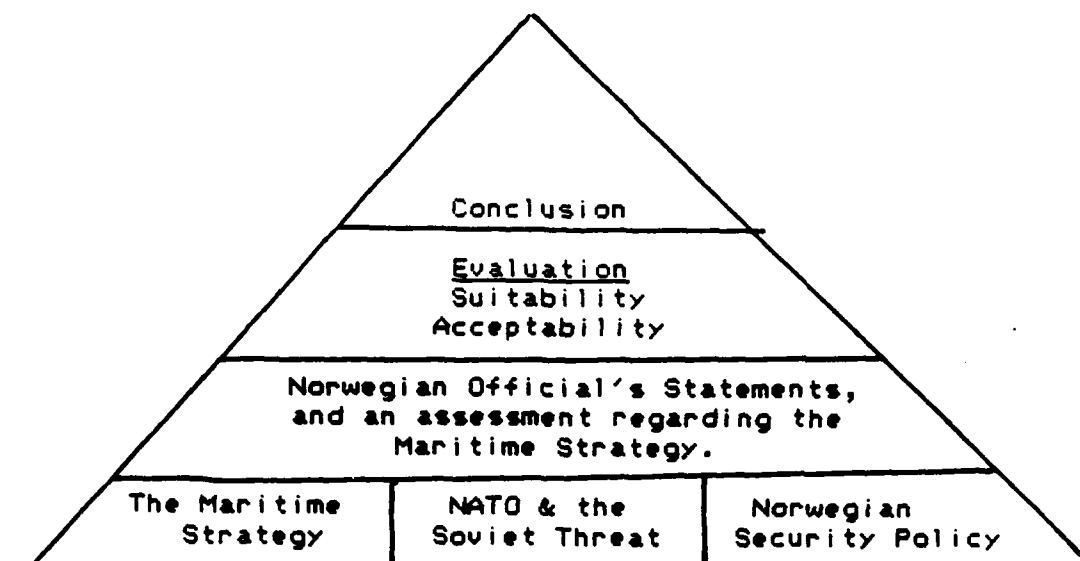 Conclusion
Evaluation
Suitability
Acceptability
Norwegian Official's Statements,
and an assessment regarding the
Maritime Strategy.
The Maritime
Strategy
NATO & the
Soviet Threat
Norwegian
Security Policy